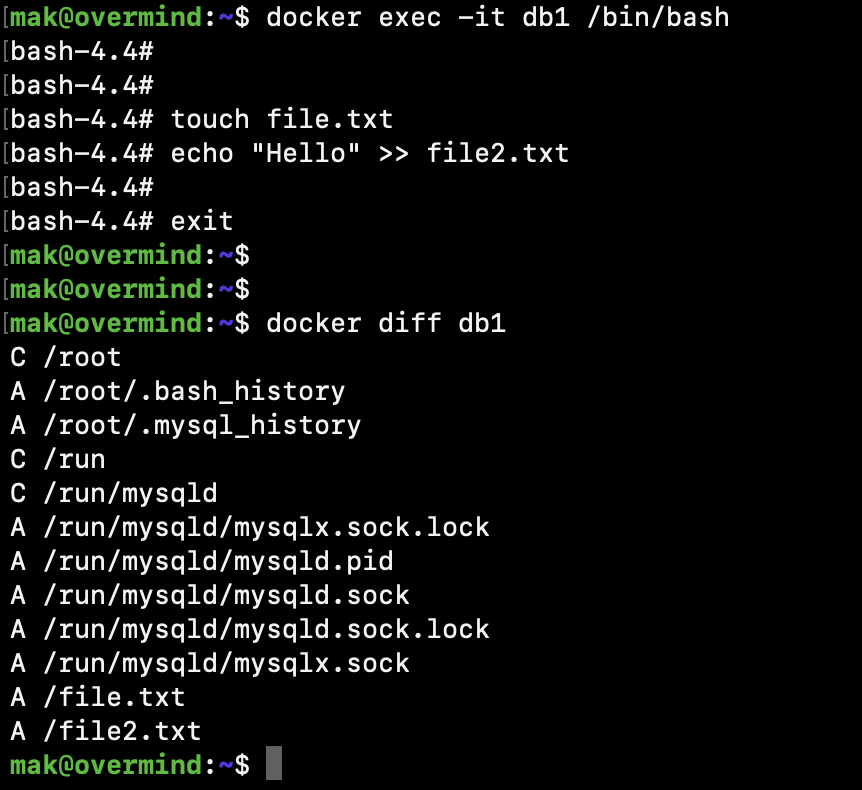 [mak@overmind:~$ docker exec -it db1 /bin/bash
[bash-4.4#
[bash-4.4#
[bash-4.4# touch file.txt
[bash-4.4# echo "Hello" >> file2.txt
[bash-4.4#
[bash-4.4# exit
[mak@overmind:~$
[mak@overmind:~$
[mak@overmind:~$ docker diff db1
C /root
A /root/.bash_history
A /root/.mysql_history
C /run
C /run/mysqld
A /run/mysqld/mysqlx.sock.lock
A /run/mysqld/mysqld.pid
A /run/mysqld/mysqld.sock
A /run/mysqld/mysqld.sock.lock
A /run/mysqld/mysqlx.sock
A /file.txt
A /file2.txt
mak@overmind:~$